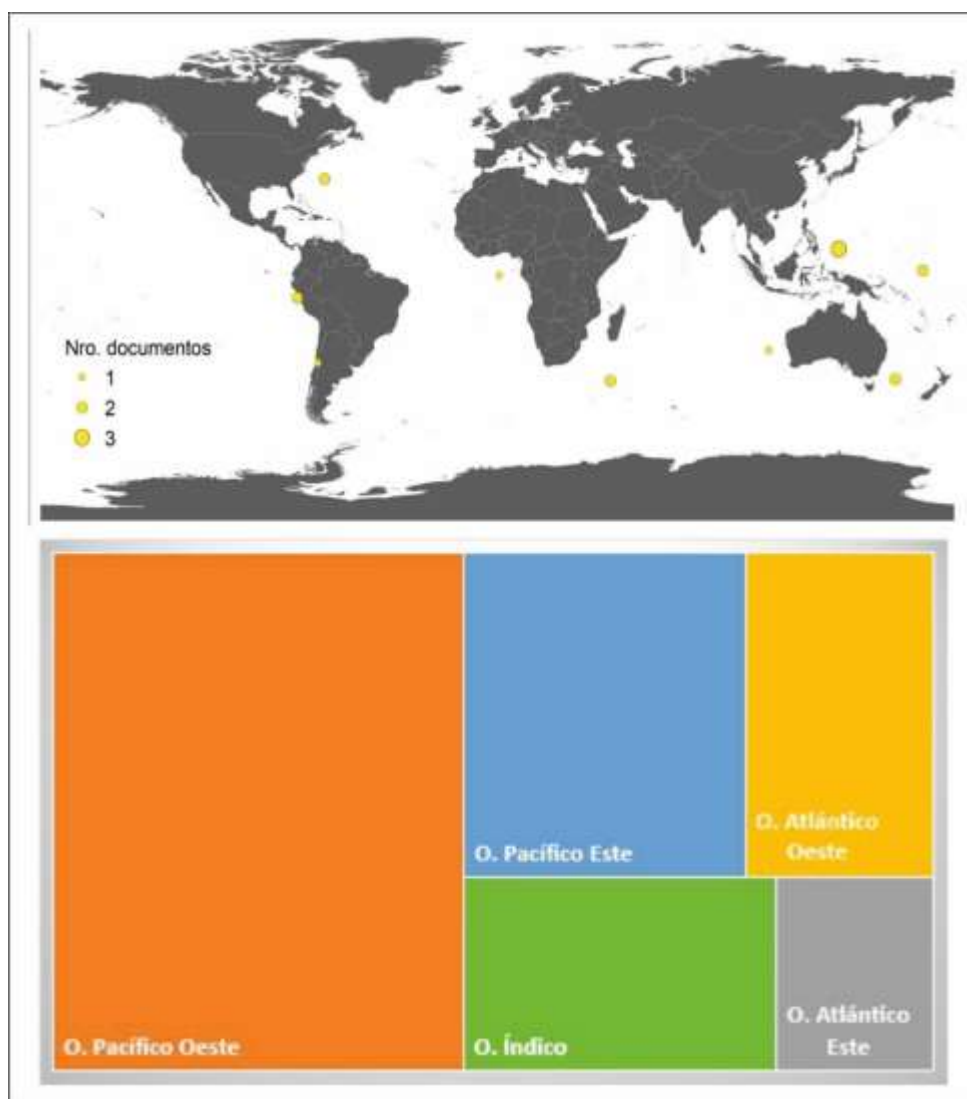 Nro. documentos
1
2
3
O. Pacífico Oeste
O. Pacífico Este
O. Atlántico
Oeste
O. Índico
O. Atlántico
Este